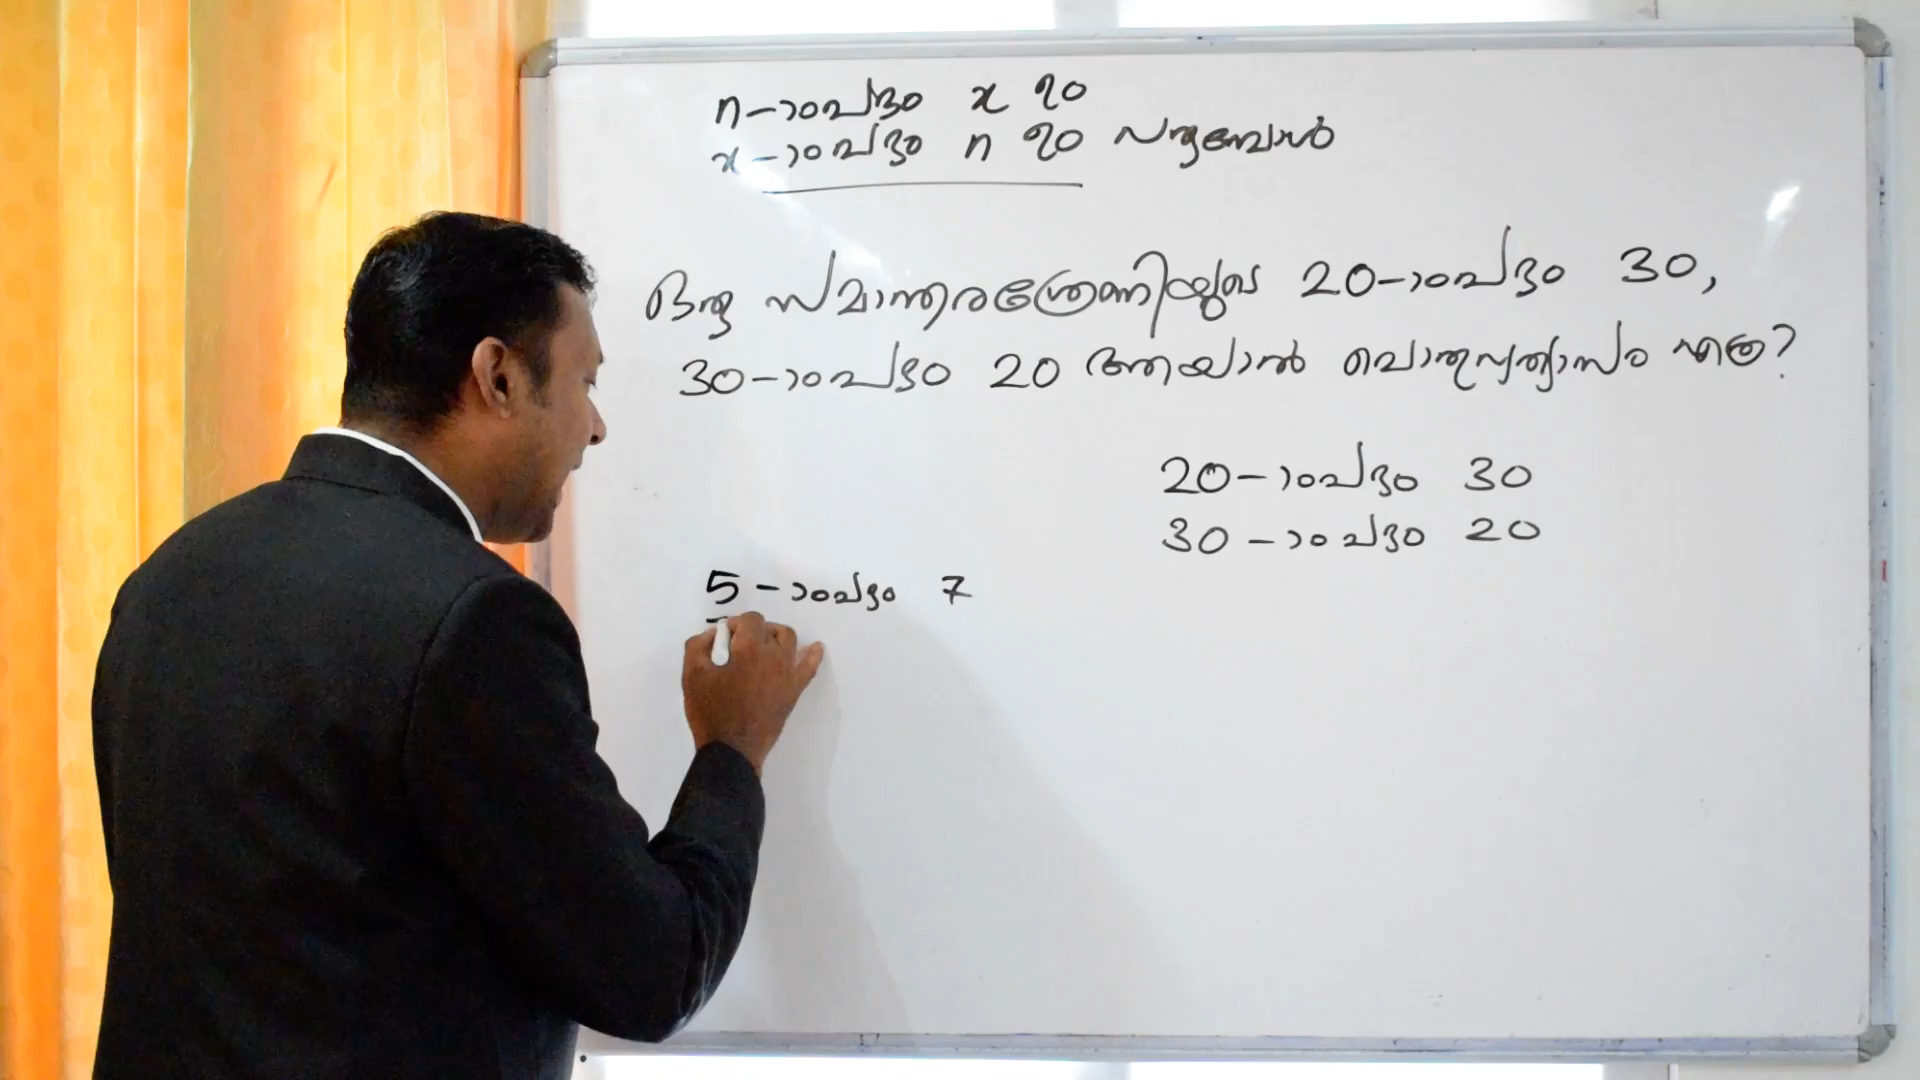 n-ാംപദം x ഉം
x-ാംപദം n ഉം വരുമ്പോൾ
ഒരു സമാന്തരശ്രേണിയുടെ 20-ാംപദം 30,
30-ാംപദം 20 ആയാൽ പൊതുവ്യത്യാസം എത്ര?
20-ാംപദം 30
30-ാംപദം 20
5-ാംപദം 7